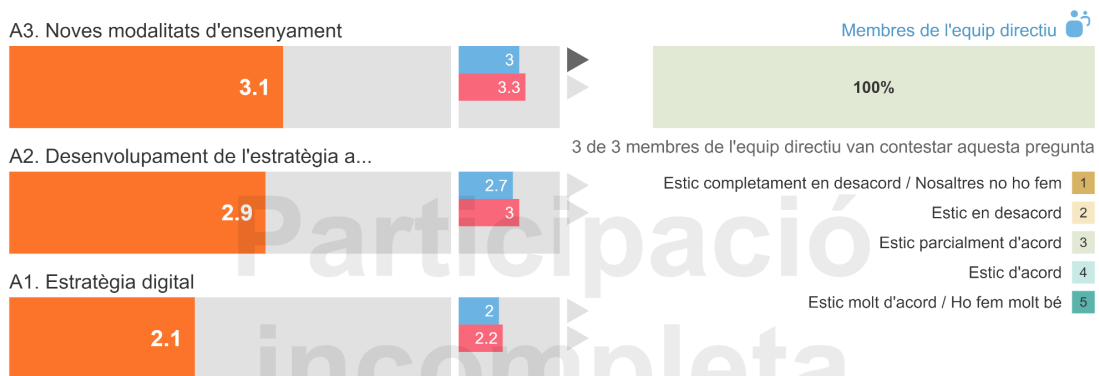 A3. Noves modalitats d'ensenyament
3.1
3
3.3
A2. Desenvolupament de l'estratègia a...
2.9
2.7
3
A1. Estratègia digital
2.1
2
2.2
Membres de l'equip directiu
100%
3 de 3 membres de l'equip directiu van contestar aquesta pregunta
Estic completament en desacord / Nosaltres no ho fem 1
Estic en desacord 2
Estic parcialment d'acord 3
Estic d'acord 4
Estic molt d'acord / Ho fem molt bé 5
Participació
incompleta